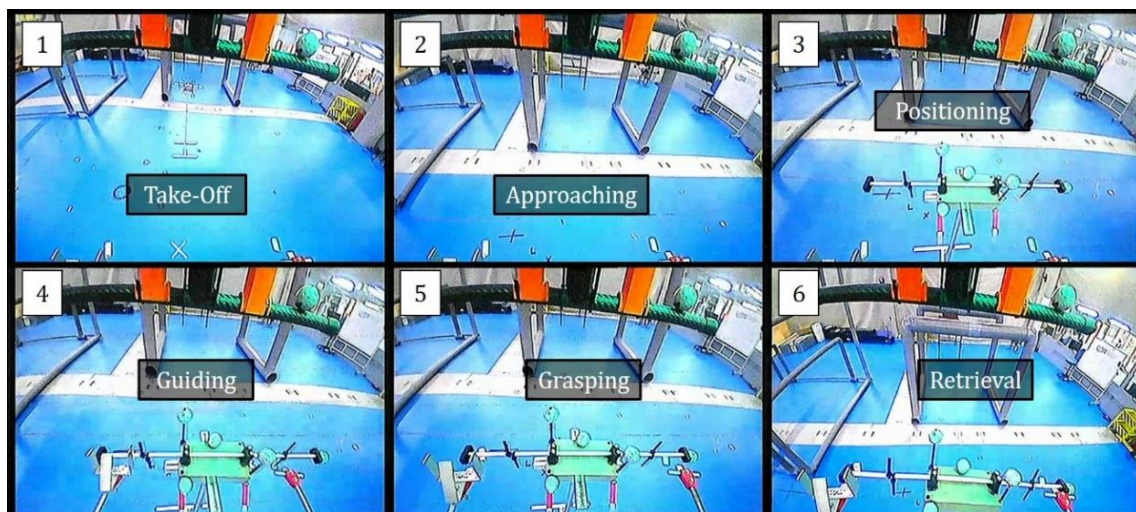 1
Take-Off
2
Approaching
3
Positioning
4
Guiding
5
Grasping
6
Retrieval